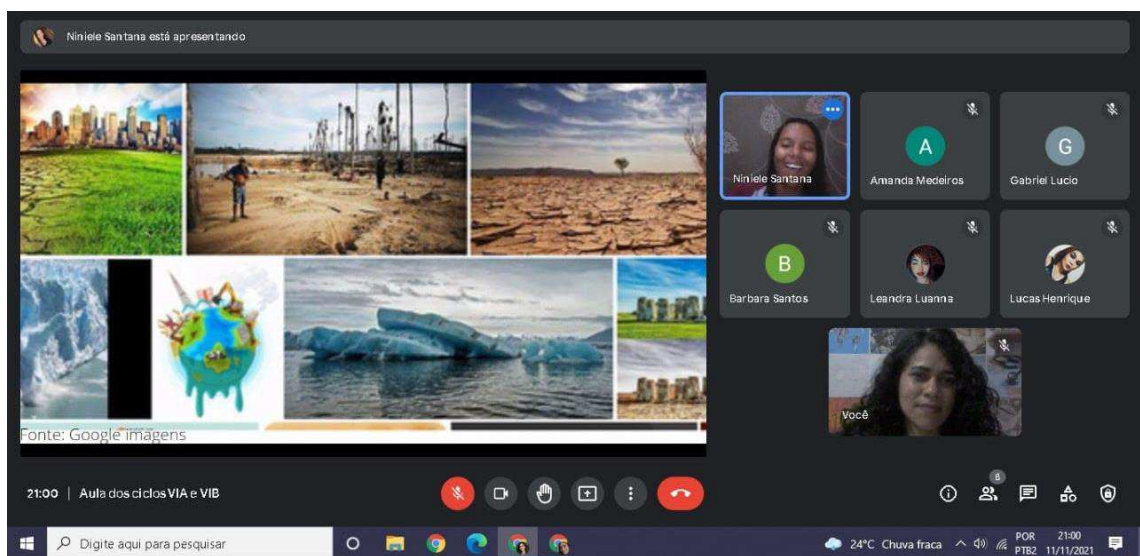 Niniele Santana está apresentando
Niniele Santana
A
Amanda Medeiros
G
Gabriel Lucio
B
Barbara Santos
Leandra Luanna
Lucas Henrique
Você
Fonte: Google imagens
21:00 | Aula dos ciclos VIA e VIB
8
Digite aqui para pesquisar
24°C Chuva fraca
POR
PTB2
21:00
11/11/2021